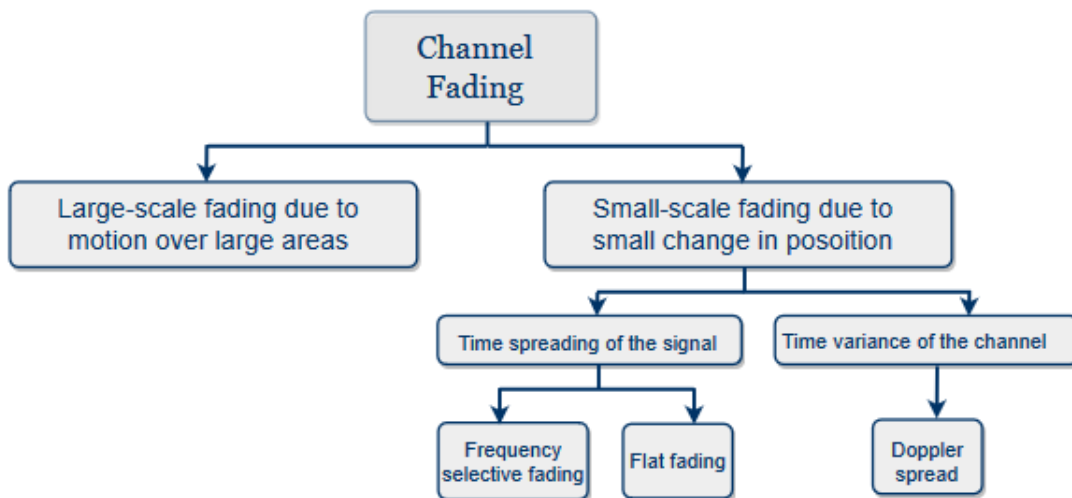 Channel
Fading
Large-scale fading due to
motion over large areas
Small-scale fading due to
small change in posoition
Time spreading of the signal
Time variance of the channel
Frequency
selective fading
Flat fading
Doppler
spread